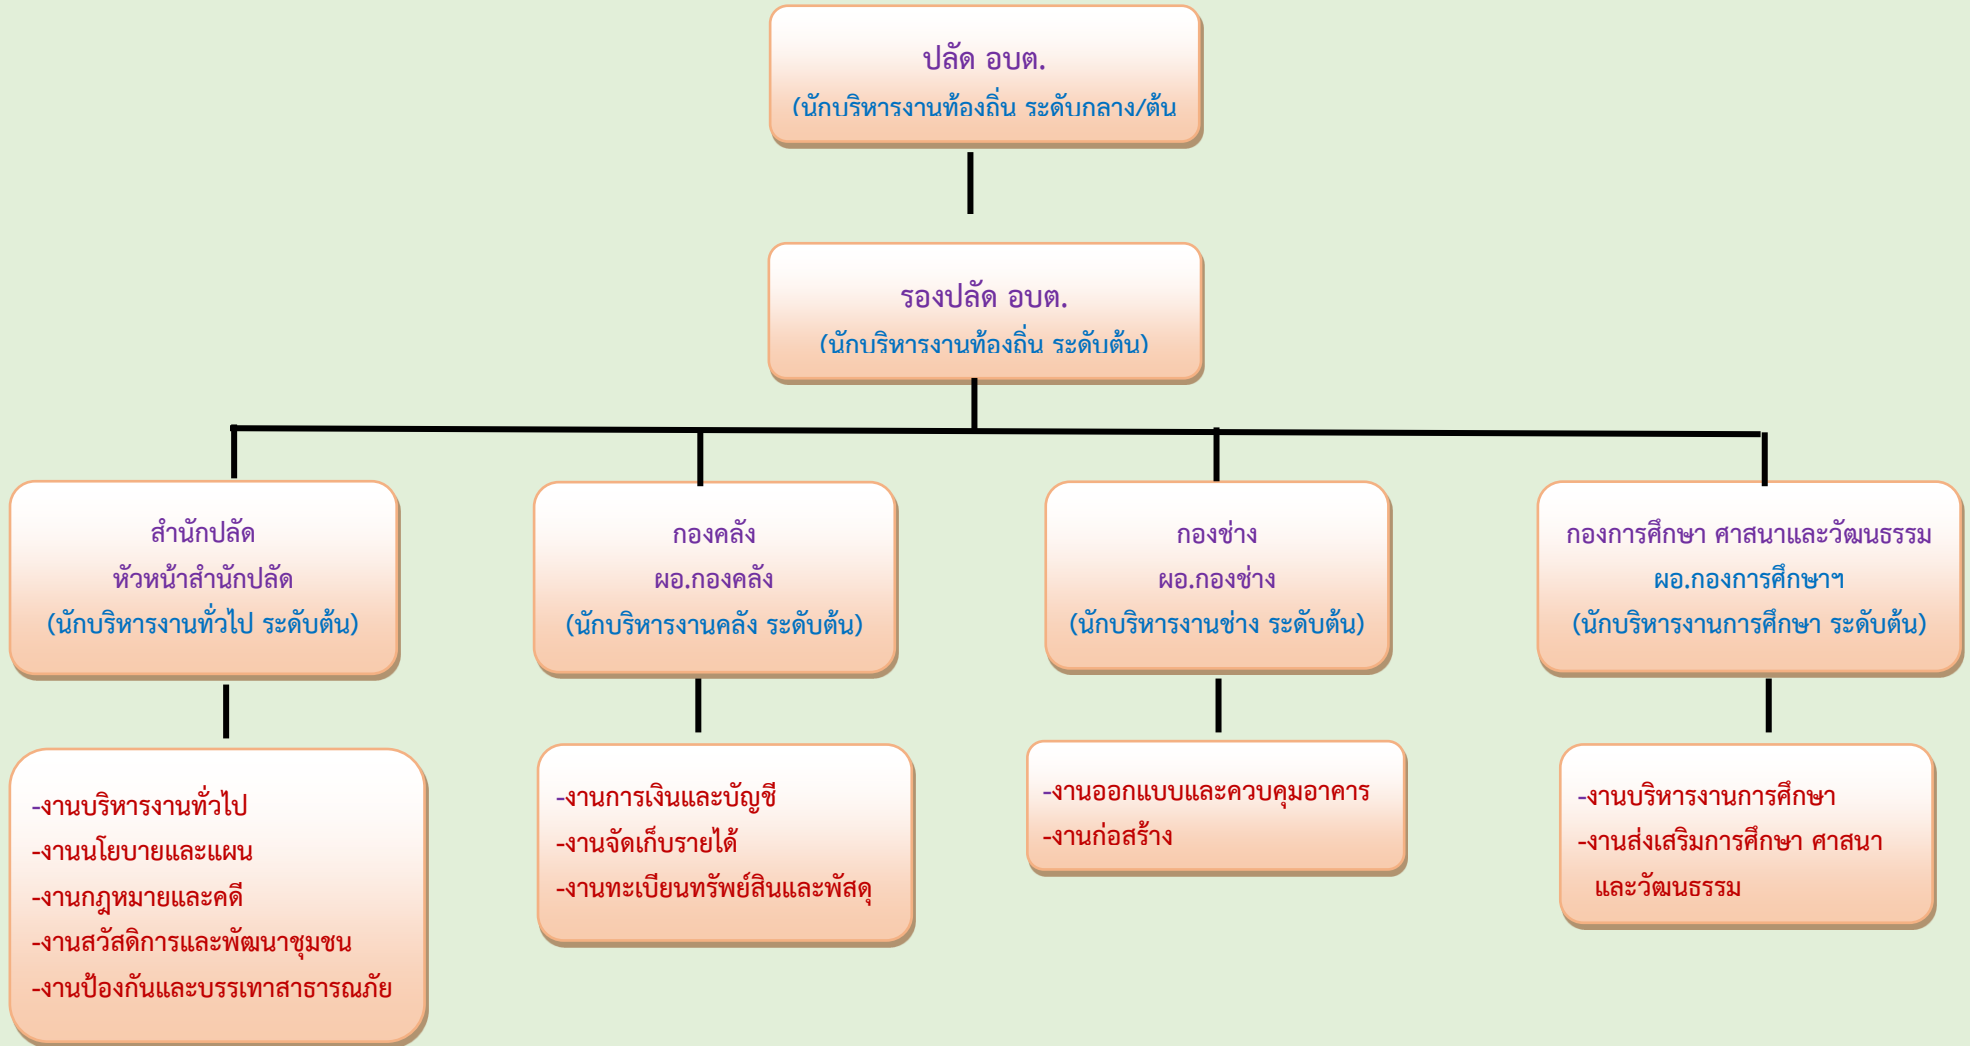 ปลัด อบต.
(นักบริหารงานท้องถิ่น ระดับกลาง/ต้น
รองปลัด อบต.
(นักบริหารงานท้องถิ่น ระดับต้น)
สำนักปลัด
หัวหน้าสำนักปลัด
(นักบริหารงานทั่วไป ระดับต้น)
กองคลัง
ผอ.กองคลัง
(นักบริหารงานคลัง ระดับต้น)
กองช่าง
ผอ.กองช่าง
(นักบริหารงานช่าง ระดับต้น)
กองการศึกษา ศาสนาและวัฒนธรรม
ผอ.กองการศึกษาฯ
(นักบริหารงานการศึกษา ระดับต้น)
-งานบริหารงานทั่วไป
-งานนโยบายและแผน
-งานกฎหมายและคดี
-งานสวัสดิการและพัฒนาชุมชน
-งานป้องกันและบรรเทาสาธารณภัย
-งานการเงินและบัญชี
-งานจัดเก็บรายได้
-งานทะเบียนทรัพย์สินและพัสดุ
-งานออกแบบและควบคุมอาคาร
-งานก่อสร้าง
-งานบริหารงานการศึกษา
-งานส่งเสริมการศึกษา ศาสนา
และวัฒนธรรม